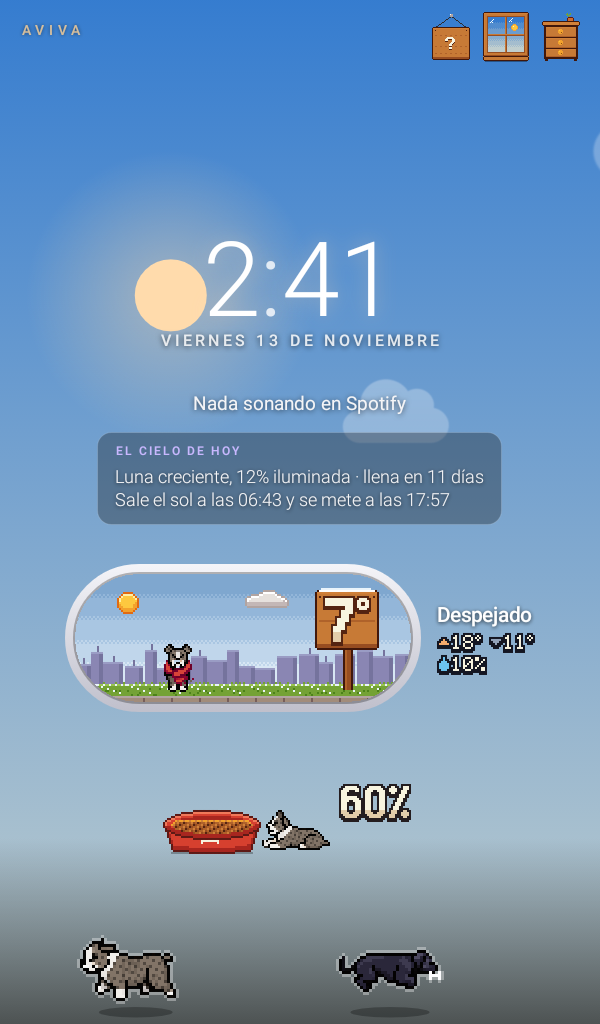 AVIVA
?
2:41
VIERNES 13 DE NOVIEMBRE
Nada sonando en Spotify
EL CIELO DE HOY
Luna creciente, 12% iluminada · llena en 11 días
Sale el sol a las 06:43 y se mete a las 17:57
7°
Despejado
18° 11°
10%
60%